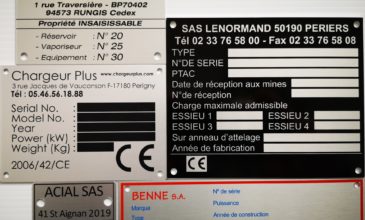 1 rue Traversière - BP70402
94573 RUNGIS Cedex
Propriété INSAISISSABLE
- Réservoir : N° 20
- Vaporiseur : N° 25
- Equipement : N° 30
Chargeur Plus www.chargeurplus.com
3 rue Jacques de Vaucanson F-17180 Perigny
Tél: 05.46.56.18.88
Serial No.:
Model No.:
Year
Power (kW)
Weight (Kg):
2006/42/CE
CE
SAS LENORMAND 50190 PERIERS
Tél 02 33 76 58 00 - Fax 02 33 76 58 08
TYPE
N°DE SERIE
PTAC
Date de réception aux mines
N°de réception
Charge maximale admissible
ESSIEU 1 ESSIEU 2
ESSIEU 3 ESSIEU 4
Sur anneau d'attelage
Année de fabrication
CE
ACIAL SAS
41 St Aignan 2019
BENNE S.A.
N° de série
Marque Puissance
Type Année de construction